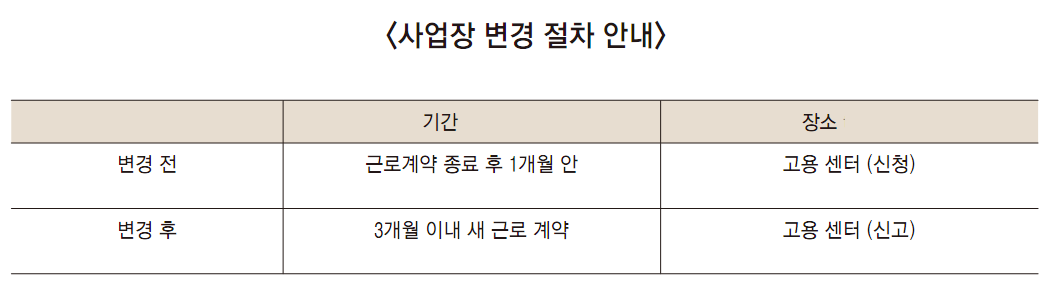 〈사업장 변경 절차 안내〉
기간 장소
변경 전 근로계약 종료 후 1개월 안 고용 센터 (신청)
변경 후 3개월 이내 새 근로 계약 고용 센터 (신고)